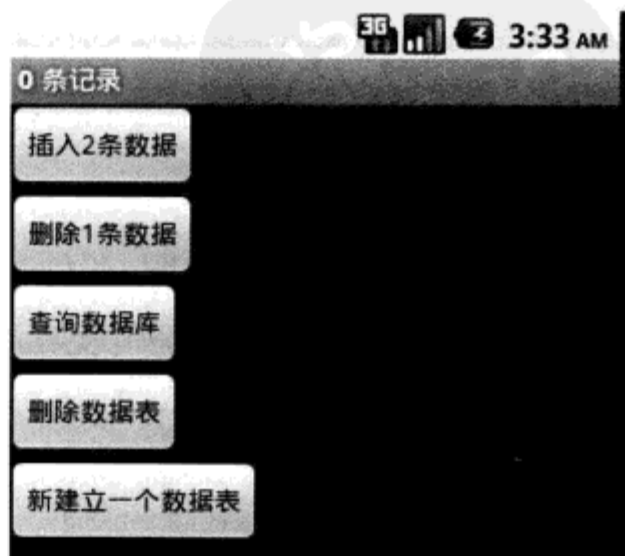 3G 3:33 AM
0 条记录
插入2条数据
删除1条数据
查询数据库
删除数据表
新建立一个数据表